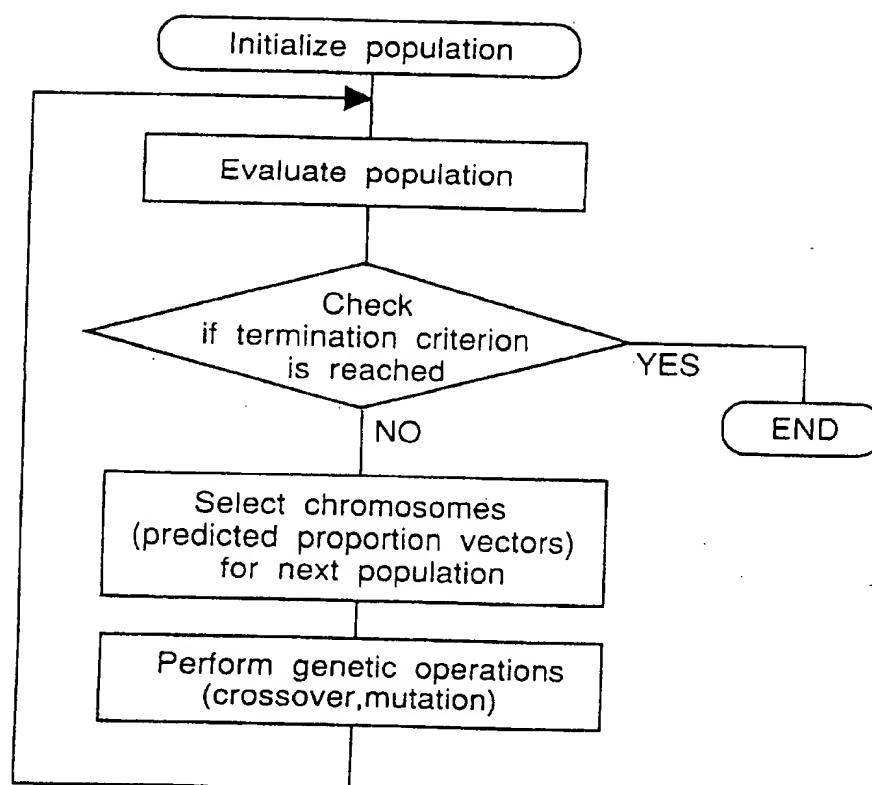 Initialize population
Evaluate population
Check
if termination criterion
is reached
YES
END
NO
Select chromosomes
(predicted proportion vectors)
for next population
Perform genetic operations
(crossover,mutation)